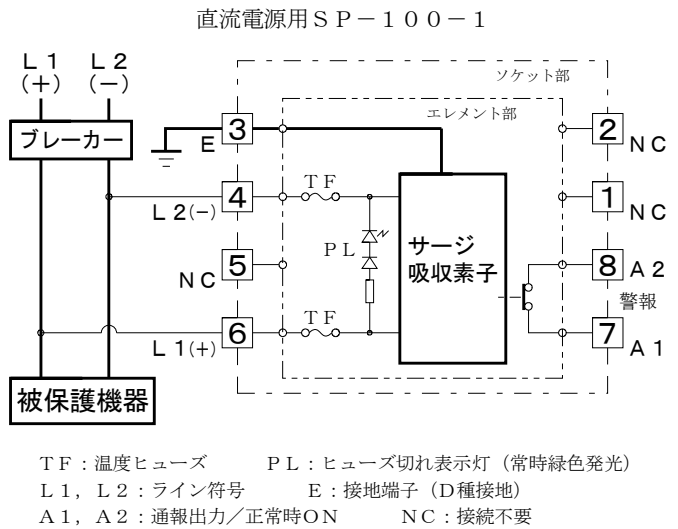 直流電源用ＳＰ－１００－１
Ｌ１ Ｌ２
(＋) (－)
ソケット部
エレメント部
ブレーカー
3
E
2
ＮＣ
ＴＦ
4
Ｌ２(－)
1
ＮＣ
ＰＬ
サージ
吸収素子
5
ＮＣ
8
Ａ２
警報
ＴＦ
6
Ｌ１(＋)
7
Ａ１
被保護機器
ＴＦ：温度ヒューズ ＰＬ：ヒューズ切れ表示灯（常時緑色発光）
Ｌ１，Ｌ２：ライン符号 Ｅ：接地端子（Ｄ種接地）
Ａ１，Ａ２：通報出力／正常時ＯＮ ＮＣ：接続不要